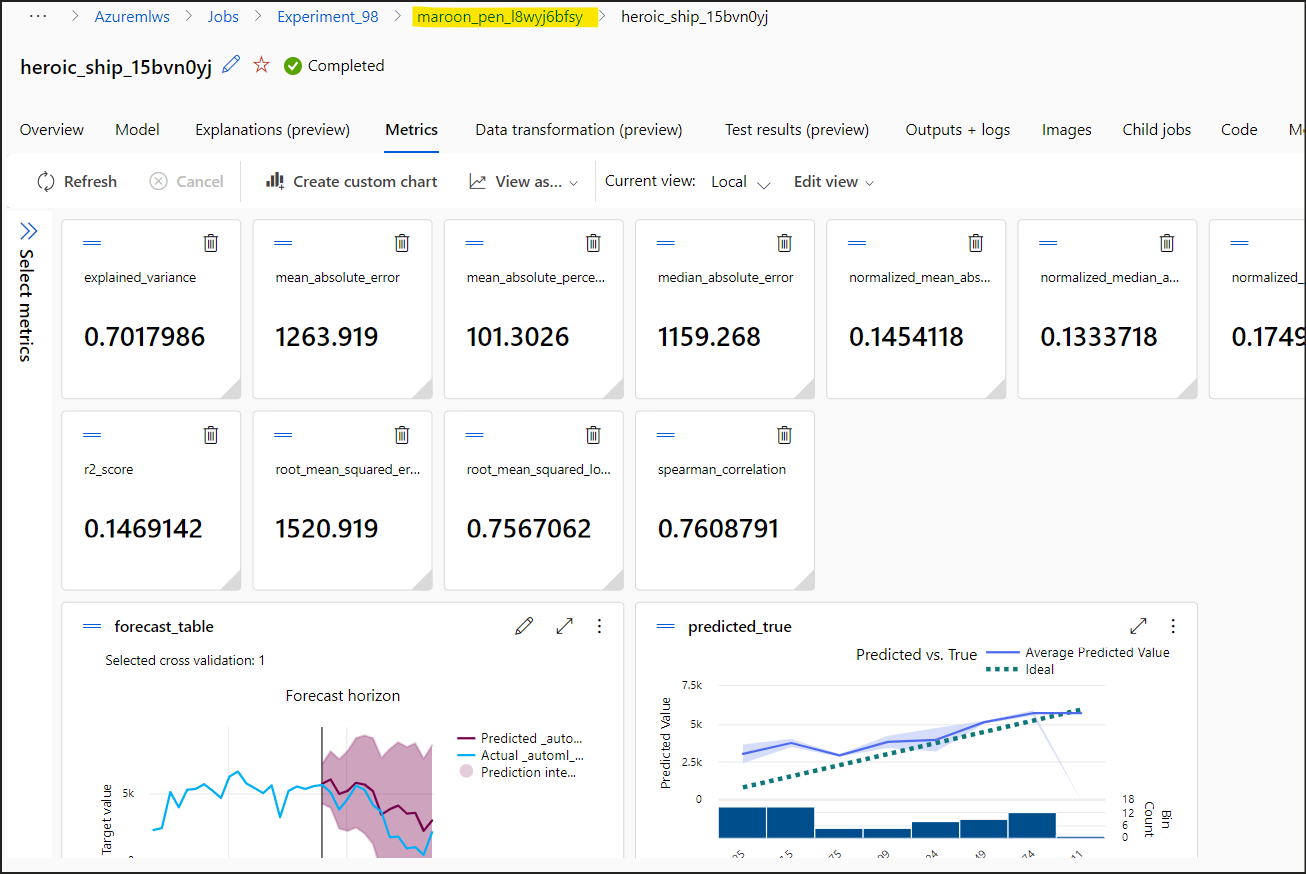 ··· > Azuremlws > Jobs > Experiment_98 > maroon_pen_l8wyj6bfsy > heroic_ship_15bvn0yj
heroic_ship_15bvn0yj Completed
Overview Model Explanations (preview) Metrics Data transformation (preview) Test results (preview) Outputs + logs Images Child jobs Code
Refresh Cancel Create custom chart View as... Current view: Local Edit view
Select metrics
explained_variance mean_absolute_error mean_absolute_perce... median_absolute_error normalized_mean_abs... normalized_median_a... normalized_
0.7017986 1263.919 101.3026 1159.268 0.1454118 0.1333718 0.1749
r2_score root_mean_squared_er... root_mean_squared_lo... spearman_correlation
0.1469142 1520.919 0.7567062 0.7608791
forecast_table
Selected cross validation: 1
Forecast horizon
Predicted _auto...
Actual _automl_...
Prediction inte...
Target value
5k
predicted_true
Predicted vs. True
Average Predicted Value
Ideal
Predicted Value
7.5k
5k
2.5k
0
18
12
6
0
Bin
Count